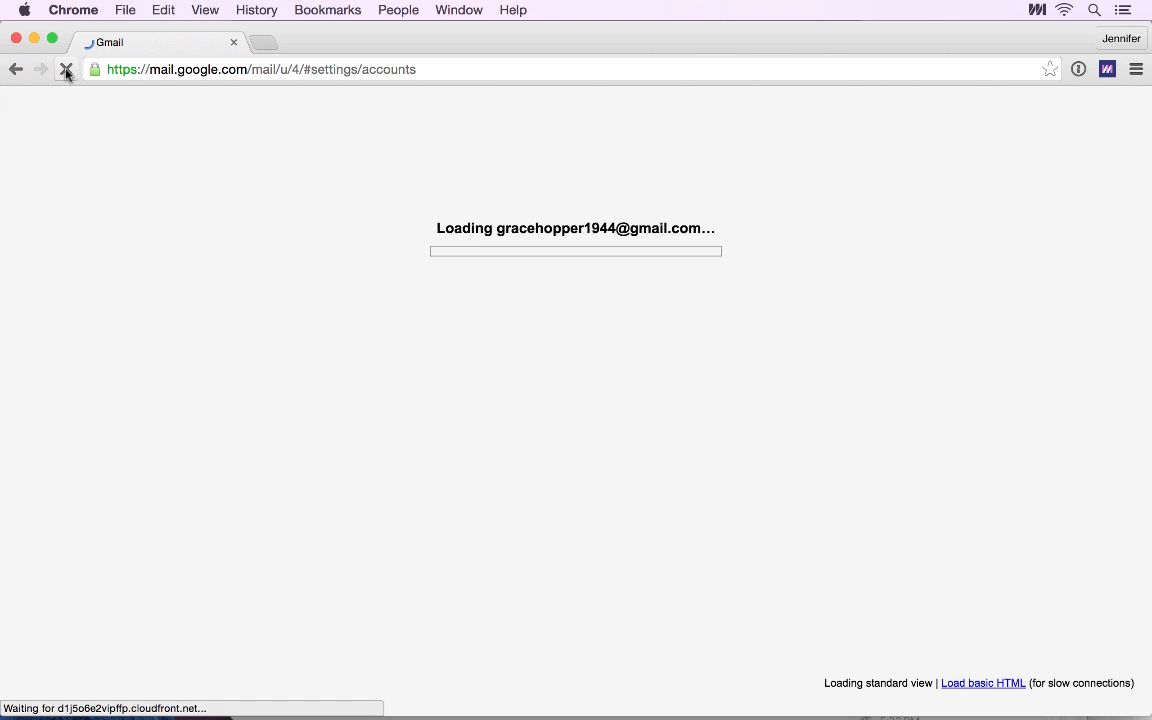 Chrome File Edit View History Bookmarks People Window Help
Gmail
Jennifer
https://mail.google.com/mail/u/4/#settings/accounts
Loading gracehopper1944@gmail.com...
Loading standard view | Load basic HTML (for slow connections)
Waiting for d1j5o6e2vipffp.cloudfront.net...